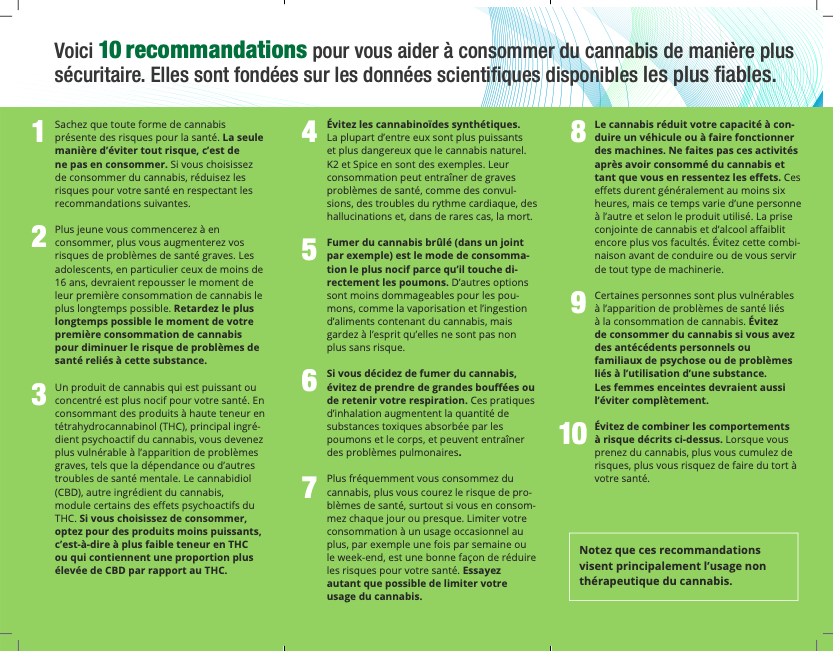 Voici 10 recommandations pour vous aider à consommer du cannabis de manière plus
sécuritaire. Elles sont fondées sur les données scientifiques disponibles les plus fiables.
1
Sachez que toute forme de cannabis
présente des risques pour la santé. La seule
manière d’éviter tout risque, c’est de
ne pas en consommer. Si vous choisissez
de consommer du cannabis, réduisez les
risques pour votre santé en respectant les
recommandations suivantes.
2
Plus jeune vous commencerez à en
consommer, plus vous augmenterez vos
risques de problèmes de santé graves. Les
adolescents, en particulier ceux de moins de
16 ans, devraient repousser le moment de
leur première consommation de cannabis le
plus longtemps possible. Retardez le plus
longtemps possible le moment de votre
première consommation de cannabis
pour diminuer le risque de problèmes de
santé reliés à cette substance.
3
Un produit de cannabis qui est puissant ou
concentré est plus nocif pour votre santé. En
consommant des produits à haute teneur en
tétrahydrocannabinol (THC), principal ingré-
dient psychoactif du cannabis, vous devenez
plus vulnérable à l’apparition de problèmes
graves, tels que la dépendance ou d’autres
troubles de santé mentale. Le cannabidiol
(CBD), autre ingrédient du cannabis,
module certains des effets psychoactifs du
THC. Si vous choisissez de consommer,
optez pour des produits moins puissants,
c’est-à-dire à plus faible teneur en THC
ou qui contiennent une proportion plus
élevée de CBD par rapport au THC.
4
Évitez les cannabinoïdes synthétiques.
La plupart d’entre eux sont plus puissants
et plus dangereux que le cannabis naturel.
K2 et Spice en sont des exemples. Leur
consommation peut entraîner de graves
problèmes de santé, comme des convul-
sions, des troubles du rythme cardiaque, des
hallucinations et, dans de rares cas, la mort.
5
Fumer du cannabis brûlé (dans un joint
par exemple) est le mode de consomma-
tion le plus nocif parce qu’il touche di-
rectement les poumons. D’autres options
sont moins dommageables pour les pou-
mons, comme la vaporisation et l’ingestion
d’aliments contenant du cannabis, mais
gardez à l’esprit qu’elles ne sont pas non
plus sans risque.
6
Si vous décidez de fumer du cannabis,
évitez de prendre de grandes bouffées ou
de retenir votre respiration. Ces pratiques
d’inhalation augmentent la quantité de
substances toxiques absorbée par les
poumons et le corps, et peuvent entraîner
des problèmes pulmonaires.
7
Plus fréquemment vous consommez du
cannabis, plus vous courez le risque de pro-
blèmes de santé, surtout si vous en consom-
mez chaque jour ou presque. Limiter votre
consommation à un usage occasionnel au
plus, par exemple une fois par semaine ou
le week-end, est une bonne façon de réduire
les risques pour votre santé. Essayez
autant que possible de limiter votre
usage du cannabis.
8
Le cannabis réduit votre capacité à con-
duire un véhicule ou à faire fonctionner
des machines. Ne faites pas ces activités
après avoir consommé du cannabis et
tant que vous en ressentez les effets. Ces
effets durent généralement au moins six
heures, mais ce temps varie d’une personne
à l’autre et selon le produit utilisé. La prise
conjointe de cannabis et d’alcool affaiblit
encore plus vos facultés. Évitez cette combi-
naison avant de conduire ou de vous servir
de tout type de machinerie.
9
Certaines personnes sont plus vulnérables
à l’apparition de problèmes de santé liés
à la consommation de cannabis. Évitez
de consommer du cannabis si vous avez
des antécédents personnels ou
familiaux de psychose ou de problèmes
liés à l’utilisation d’une substance.
Les femmes enceintes devraient aussi
l’éviter complètement.
10
Évitez de combiner les comportements
à risque décrits ci-dessus. Lorsque vous
prenez du cannabis, plus vous cumulez de
risques, plus vous risquez de faire du tort à
votre santé.
Notez que ces recommandations
visent principalement l’usage non
thérapeutique du cannabis.